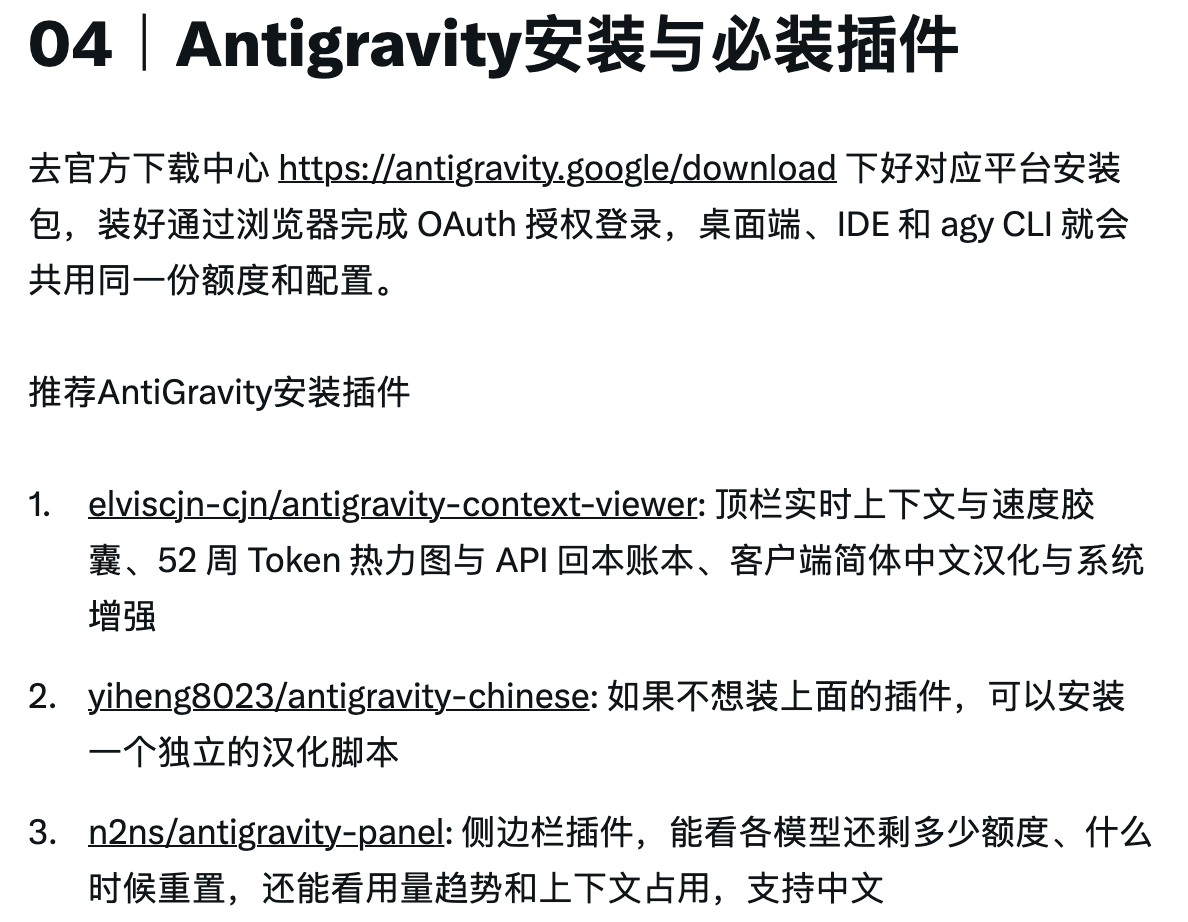 04｜Antigravity安装与必装插件
去官方下载中心 https://antigravity.google/download 下好对应平台安装
包，装好通过浏览器完成 OAuth 授权登录，桌面端、IDE 和 agy CLI 就会
共用同一份额度和配置。
推荐AntiGravity安装插件
1. elviscjn-cjn/antigravity-context-viewer: 顶栏实时上下文与速度胶
囊、52 周 Token 热力图与 API 回本账本、客户端简体中文汉化与系统
增强
2. yiheng8023/antigravity-chinese: 如果不想装上面的插件，可以安装
一个独立的汉化脚本
3. n2ns/antigravity-panel: 侧边栏插件，能看各模型还剩多少额度、什么
时候重置，还能看用量趋势和上下文占用，支持中文